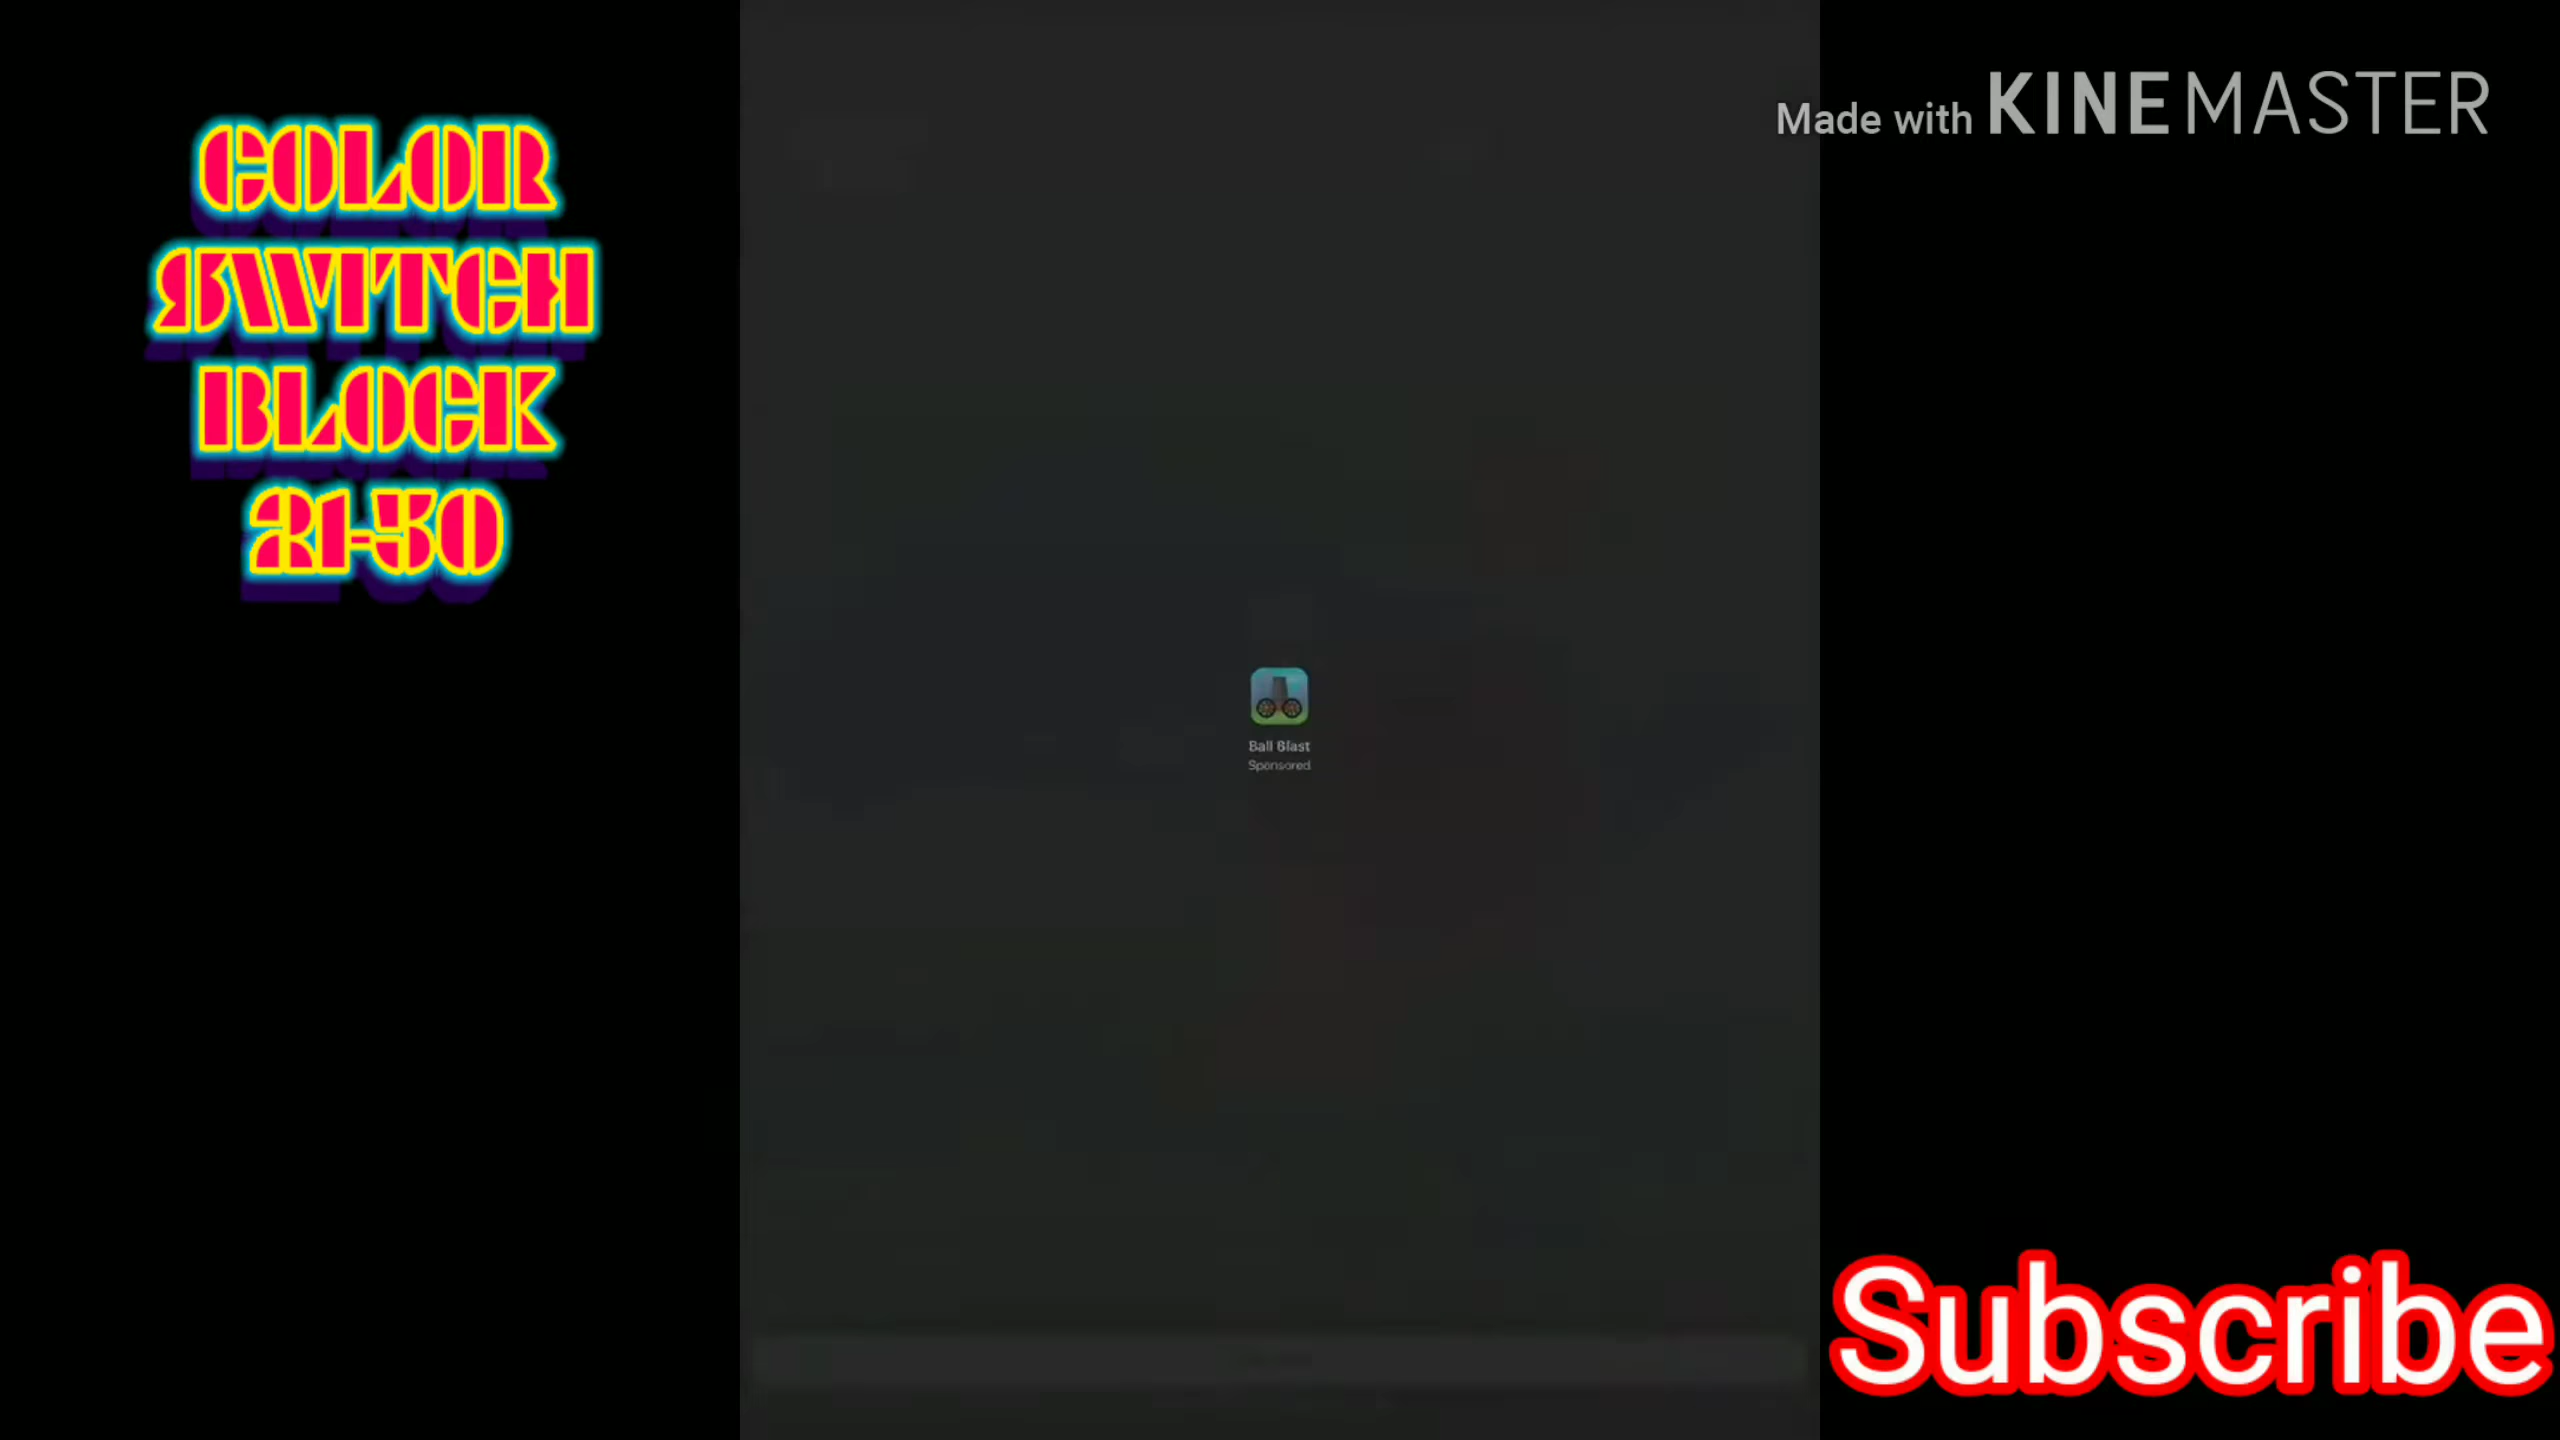 COLOR
SWITCH
BLOCK
21-50
Made with KINEMASTER
Ball Blast
Sponsored
Subscribe